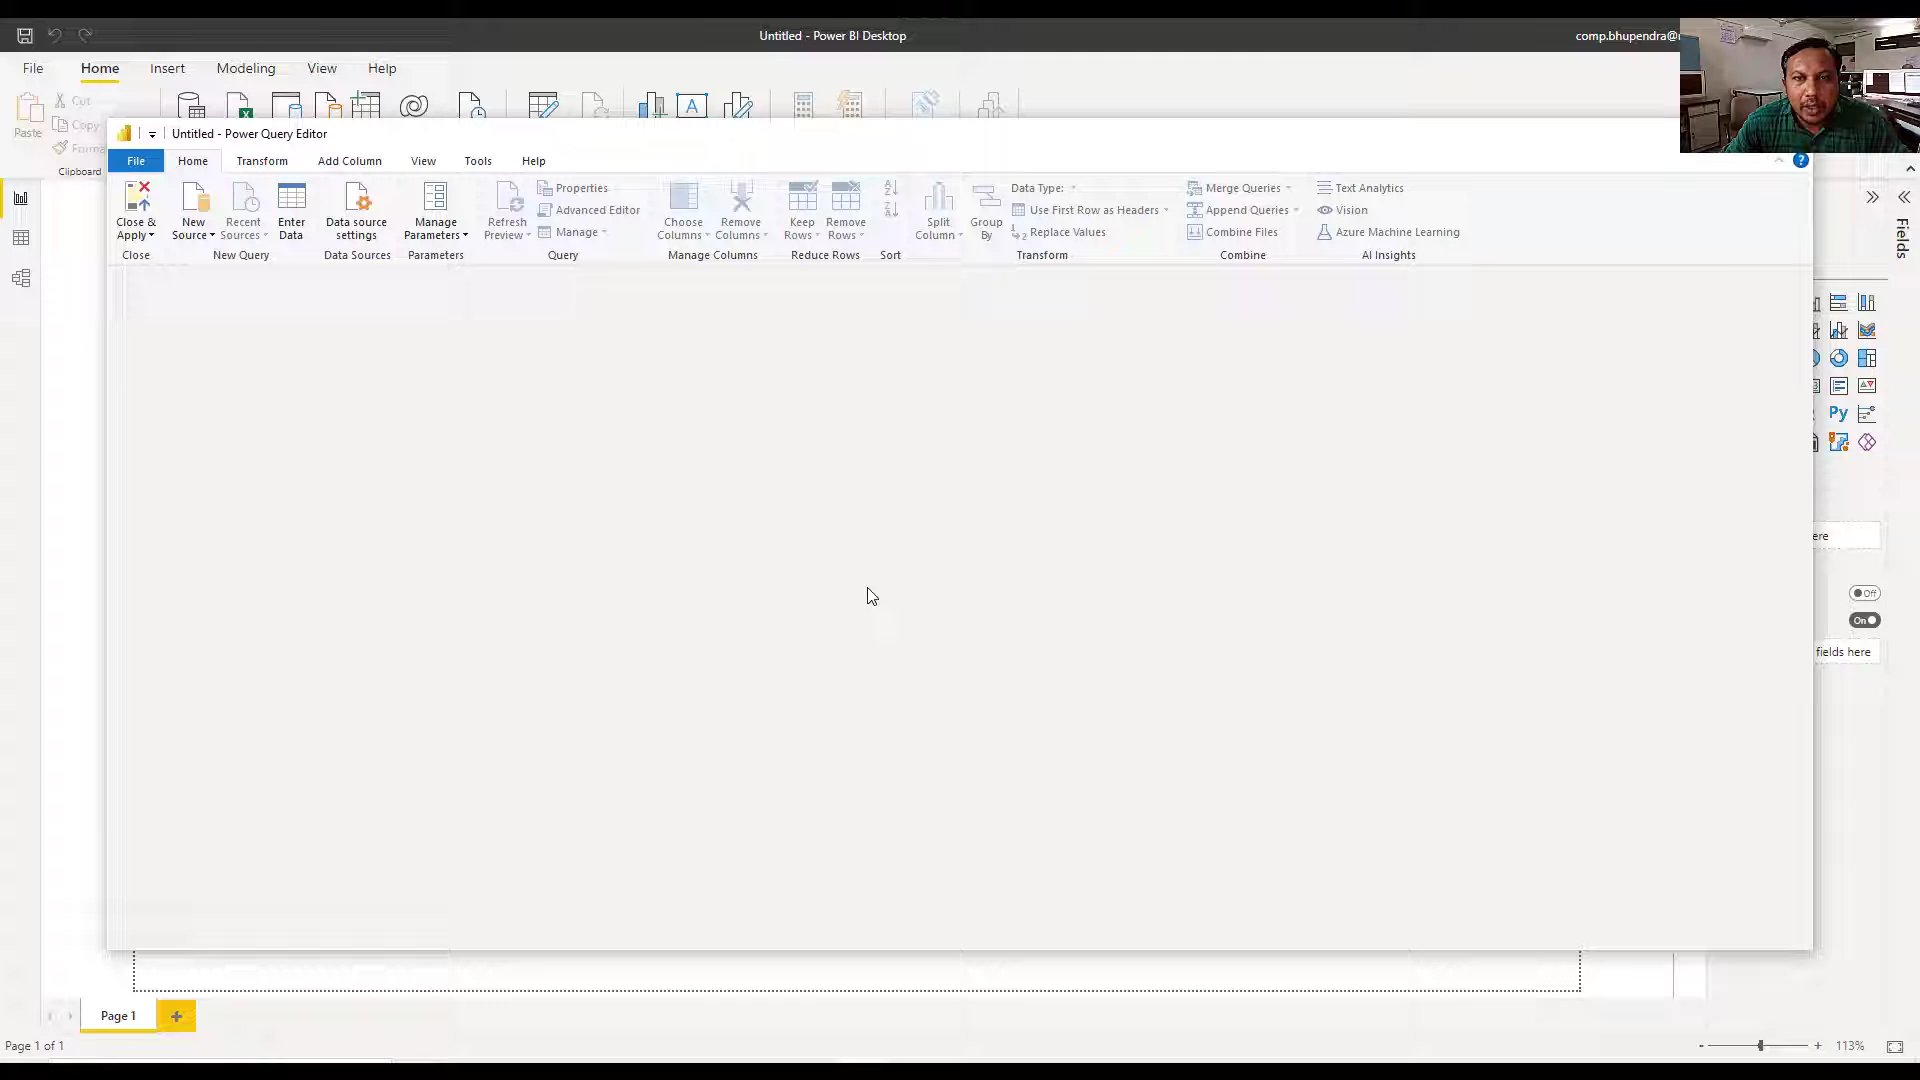 Untitled - Power BI Desktop
comp.bhupendra@
File Home Insert Modeling View Help
Paste
Cut
Copy
Format
Clipboard
Untitled - Power Query Editor
File Home Transform Add Column View Tools Help
Close & Apply
Close
New Source
Recent Sources
Enter Data
New Query
Data source settings
Data Sources
Manage Parameters
Parameters
Refresh Preview
Properties
Advanced Editor
Manage
Query
Choose Columns
Remove Columns
Manage Columns
Keep Rows
Remove Rows
Reduce Rows
Sort
Split Column
Group By
Data Type:
Use First Row as Headers
Replace Values
Transform
Merge Queries
Append Queries
Combine Files
Combine
Text Analytics
Vision
Azure Machine Learning
AI Insights
Fields
Py
ere
Off
On
fields here
Page 1
Page 1 of 1
113%